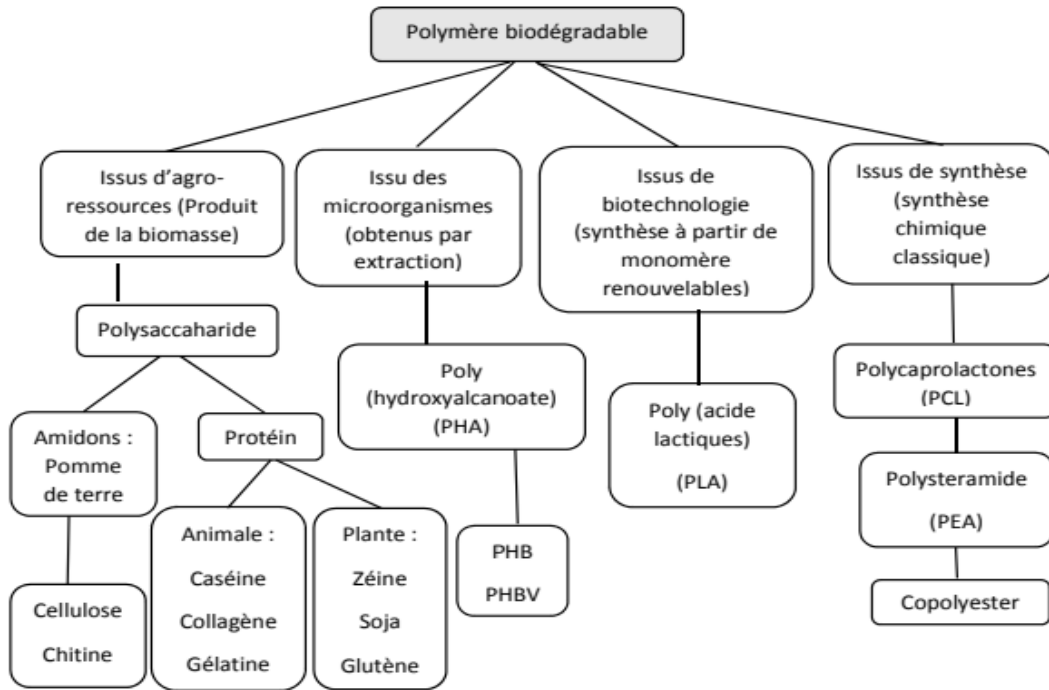 Polymère biodégradable
Issus d'agro-
ressources (Produit
de la biomasse)
Issu des
microorganismes
(obtenus par
extraction)
Issus de
biotechnologie
(synthèse à partir de
monomère
renouvelables)
Issus de synthèse
(synthèse
chimique
classique)
Polysaccaharide
Poly
(hydroxyalcanoate)
(PHA)
Poly (acide
lactiques)
(PLA)
Polycaprolactones
(PCL)
Amidons :
Pomme
de terre
Protéin
Polysteramide
(PEA)
Cellulose
Chitine
Animale :
Caséine
Collagène
Gélatine
Plante :
Zéine
Soja
Glutène
PHB
PHBV
Copolyester